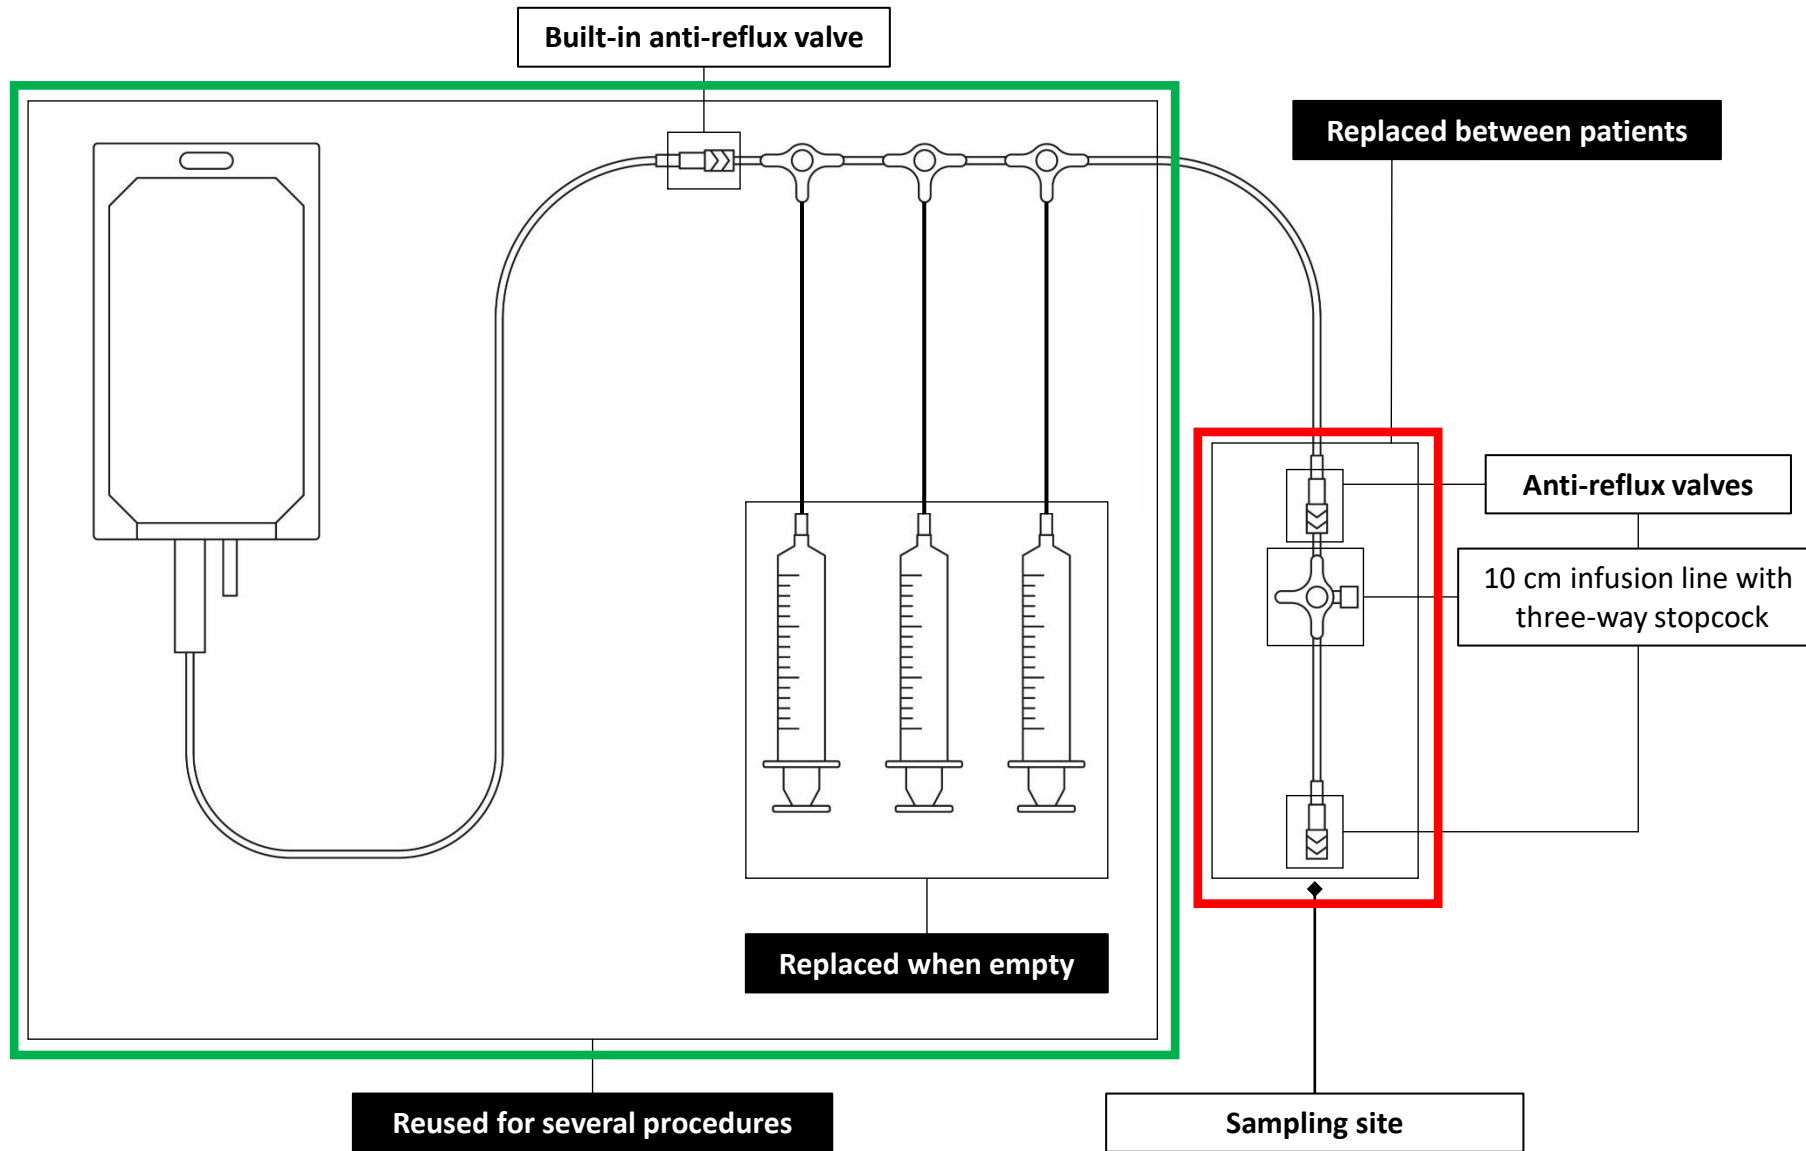 Built-in anti-reflux valve
Replaced between patients
Anti-reflux valves
10 cm infusion line with
three-way stopcock
Replaced when empty
Reused for several procedures
Sampling site